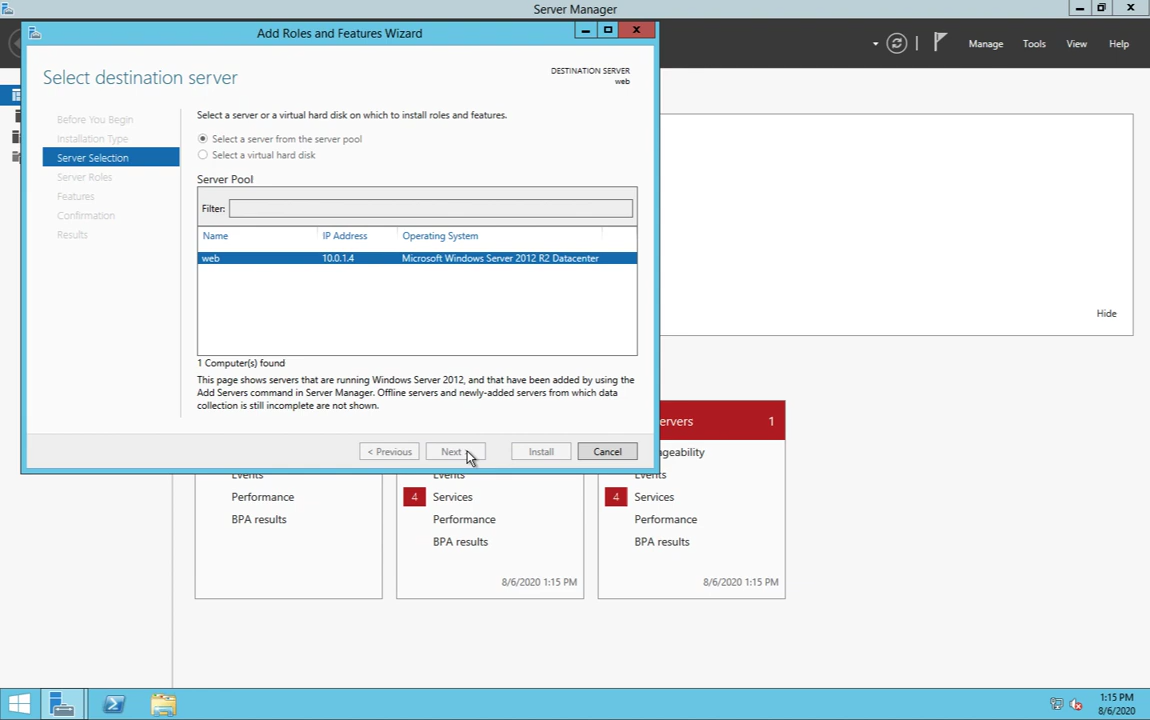 Server Manager
Add Roles and Features Wizard
Manage
Tools
View
Help
Select destination server
DESTINATION SERVER
web
Before You Begin
Installation Type
Server Selection
Server Roles
Features
Confirmation
Results
Select a server or a virtual hard disk on which to install roles and features.
Select a server from the server pool
Select a virtual hard disk
Server Pool
Filter:
Name IP Address Operating System
web 10.0.1.4 Microsoft Windows Server 2012 R2 Datacenter
1 Computer(s) found
This page shows servers that are running Windows Server 2012, and that have been added by using the
Add Servers command in Server Manager. Offline servers and newly-added servers from which data
collection is still incomplete are not shown.
< Previous
Next
Install
Cancel
Hide
Events
Performance
BPA results
Events
4 Services
Performance
BPA results
8/6/2020 1:15 PM
ervers 1
ageability
Events
4 Services
Performance
BPA results
8/6/2020 1:15 PM
1:15 PM
8/6/2020